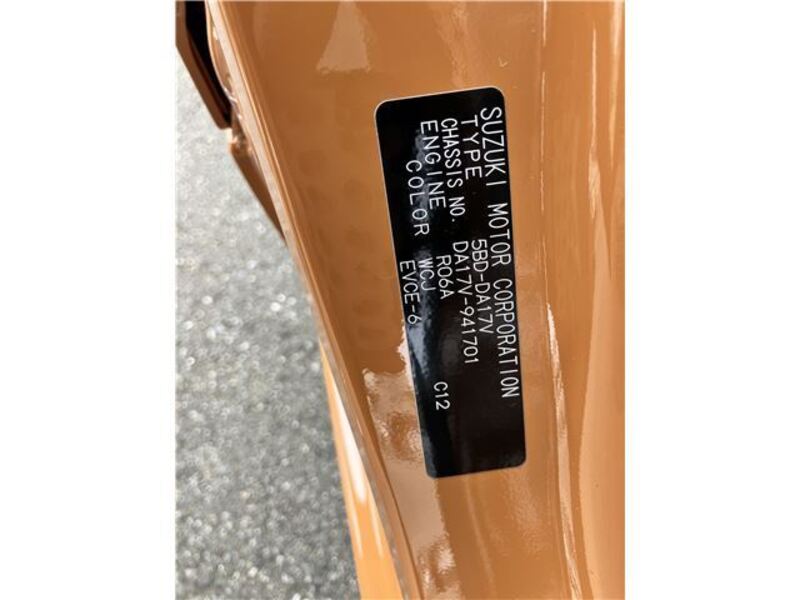 SUZUKI MOTOR CORPORATION
TYPE 5BD-DA17V
CHASSIS NO. DA17V-941701
ENGINE R06A
COLOR WCJ C12
EVCE-6